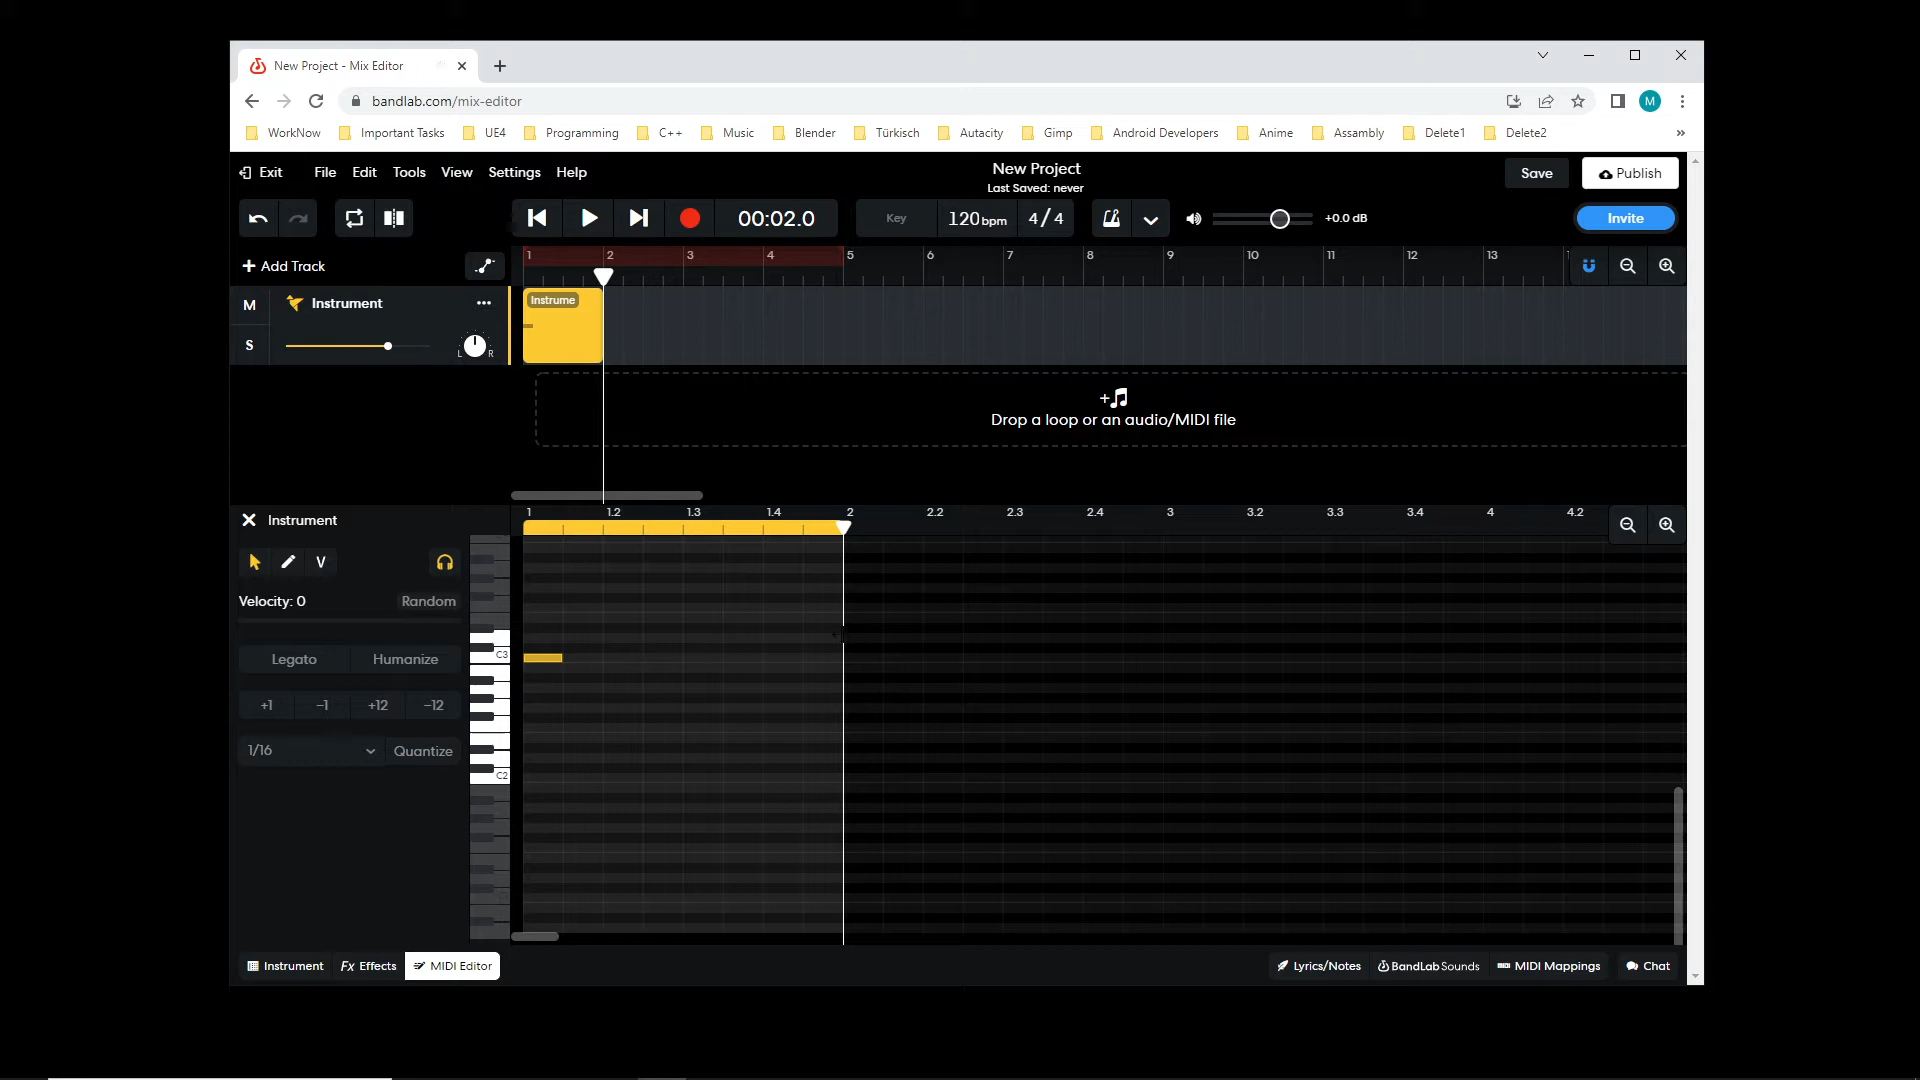 New Project - Mix Editor
bandlab.com/mix-editor
M
WorkNow Important Tasks UE4 Programming C++ Music Blender Türkisch Autacity Gimp Android Developers Anime Assambly Delete1 Delete2 »
Exit File Edit Tools View Settings Help
New Project
Last Saved: never
Save Publish
00:02.0 Key 120bpm 4/4 +0.0 dB Invite
+ Add Track
1 2 3 4 5 6 7 8 9 10 11 12 13
M Instrument ...
Instrume
S L R
Drop a loop or an audio/MIDI file
Instrument
1 1.2 1.3 1.4 2 2.2 2.3 2.4 3 3.2 3.3 3.4 4 4.2
V
Velocity: 0 Random
Legato Humanize
C3
+1 -1 +12 -12
1/16 Quantize
C2
Instrument Fx Effects MIDI Editor Lyrics/Notes BandLab Sounds MIDI Mappings Chat